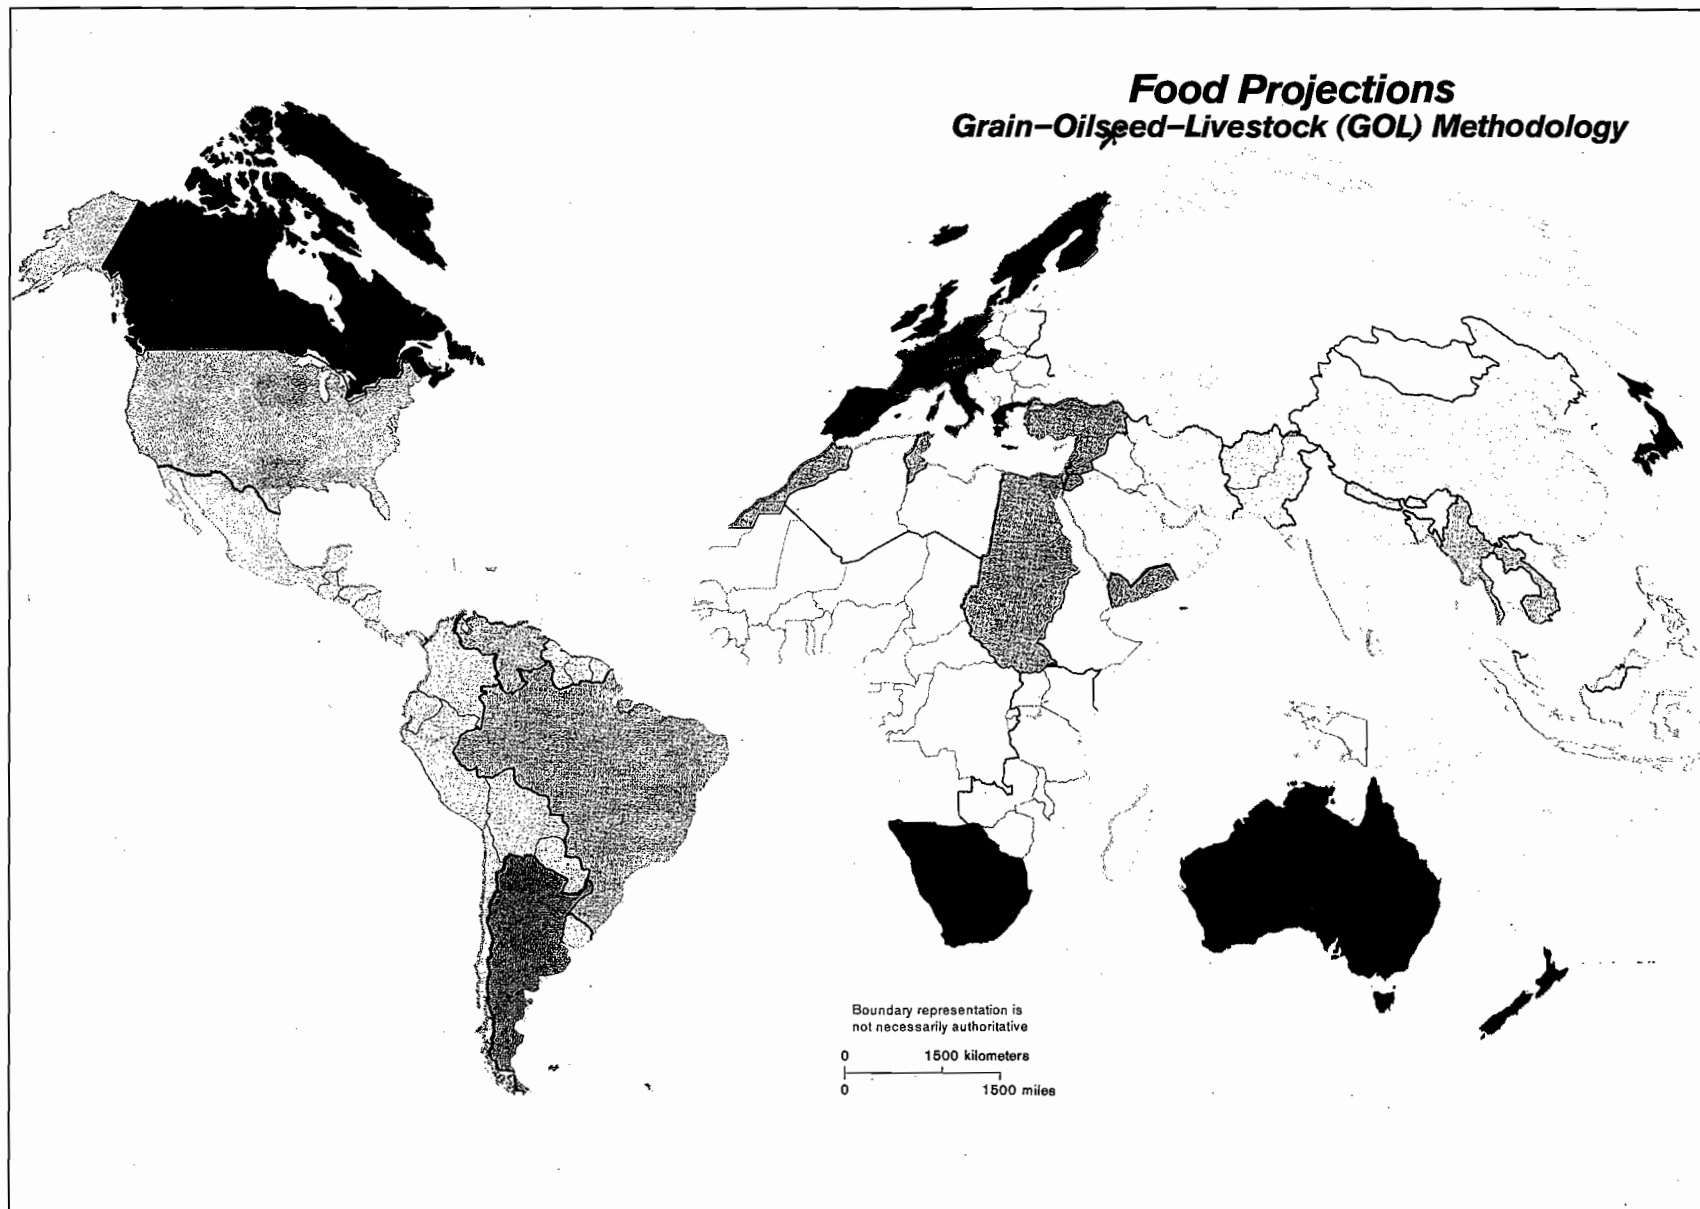 Food Projections
Grain–Oilseed–Livestock (GOL) Methodology
Boundary representation is
not necessarily authoritative
0 1500 kilometers
0 1500 miles